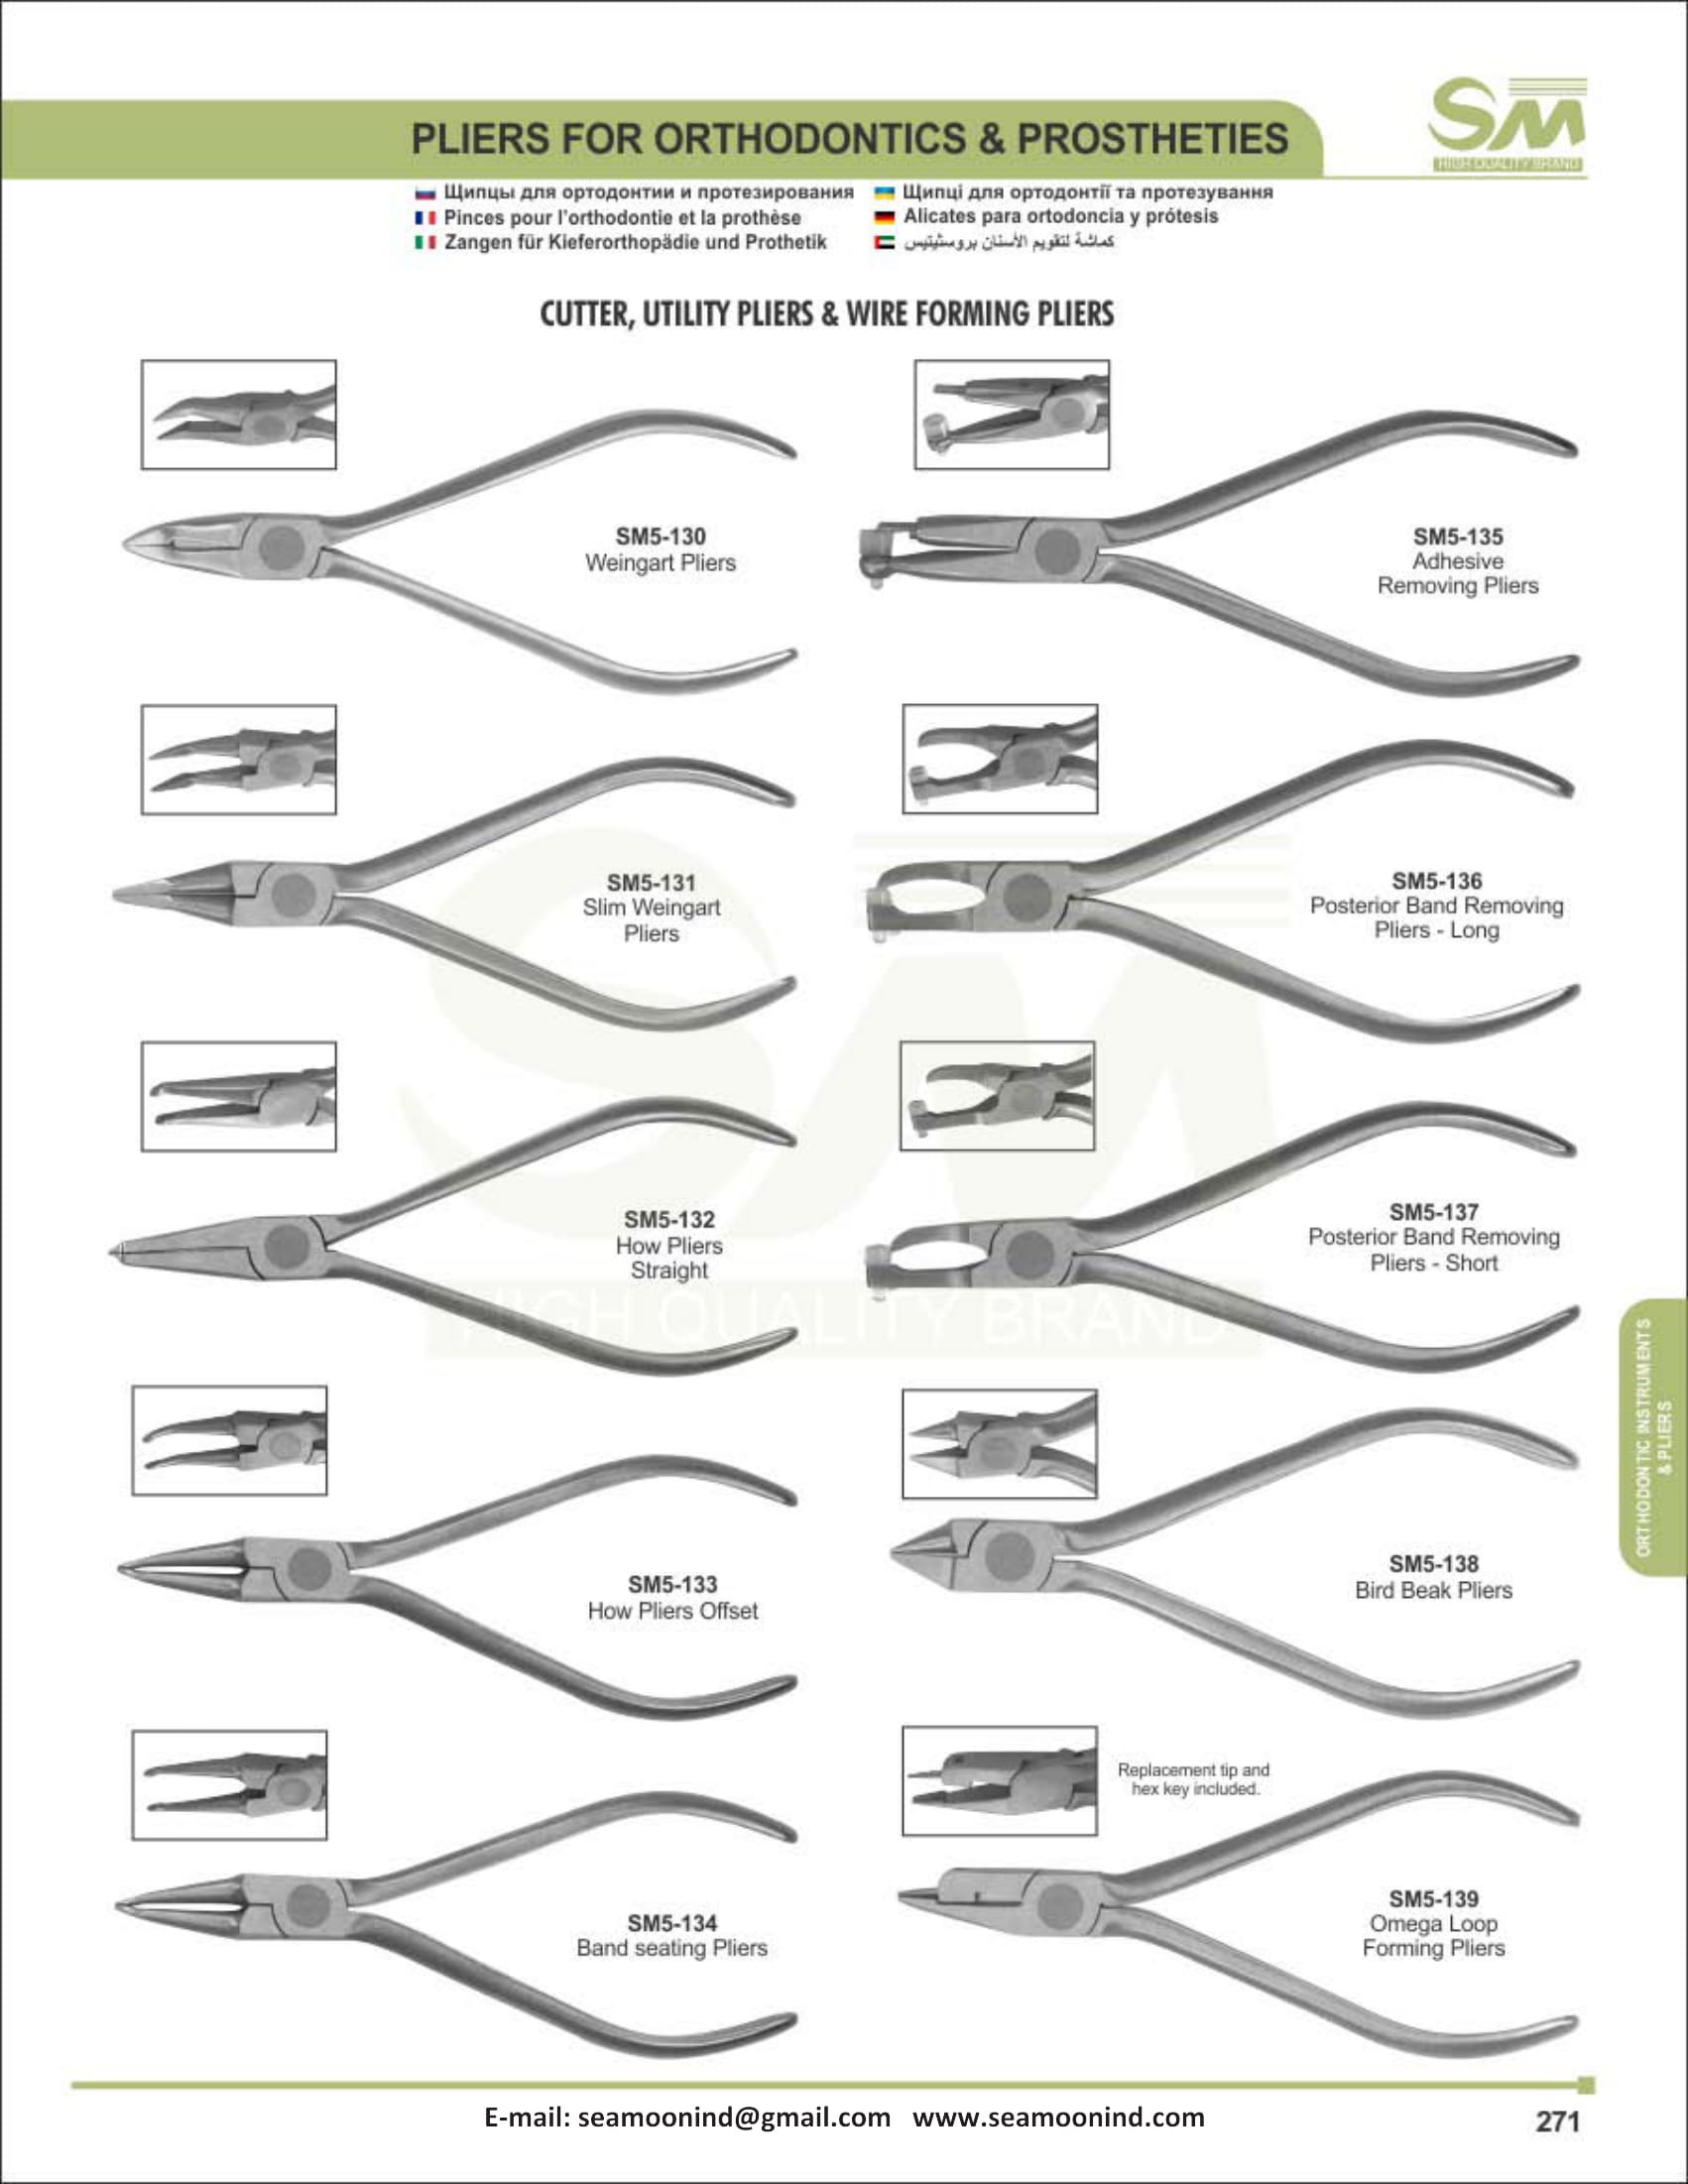 SM
HIGH QUALITY BRAND
PLIERS FOR ORTHODONTICS & PROSTHETIES
Щипцы для ортодонтии и протезирования
Щипці для ортодонтії та протезування
Pinces pour l'orthodontie et la prothèse
Alicates para ortodoncia y prótesis
Zangen für Kieferorthopädie und Prothetik
كماشة لتقويم الأسنان بروستيتيس
CUTTER, UTILITY PLIERS & WIRE FORMING PLIERS
SM5-130
Weingart Pliers
SM5-135
Adhesive
Removing Pliers
SM5-131
Slim Weingart
Pliers
SM5-136
Posterior Band Removing
Pliers - Long
SM5-132
How Pliers
Straight
SM5-137
Posterior Band Removing
Pliers - Short
SM
HIGH QUALITY BRAND
ORTHODONTIC INSTRUMENTS
& PLIERS
SM5-133
How Pliers Offset
SM5-138
Bird Beak Pliers
SM5-134
Band seating Pliers
Replacement tip and
hex key included.
SM5-139
Omega Loop
Forming Pliers
E-mail: seamoonind@gmail.com www.seamoonind.com
271